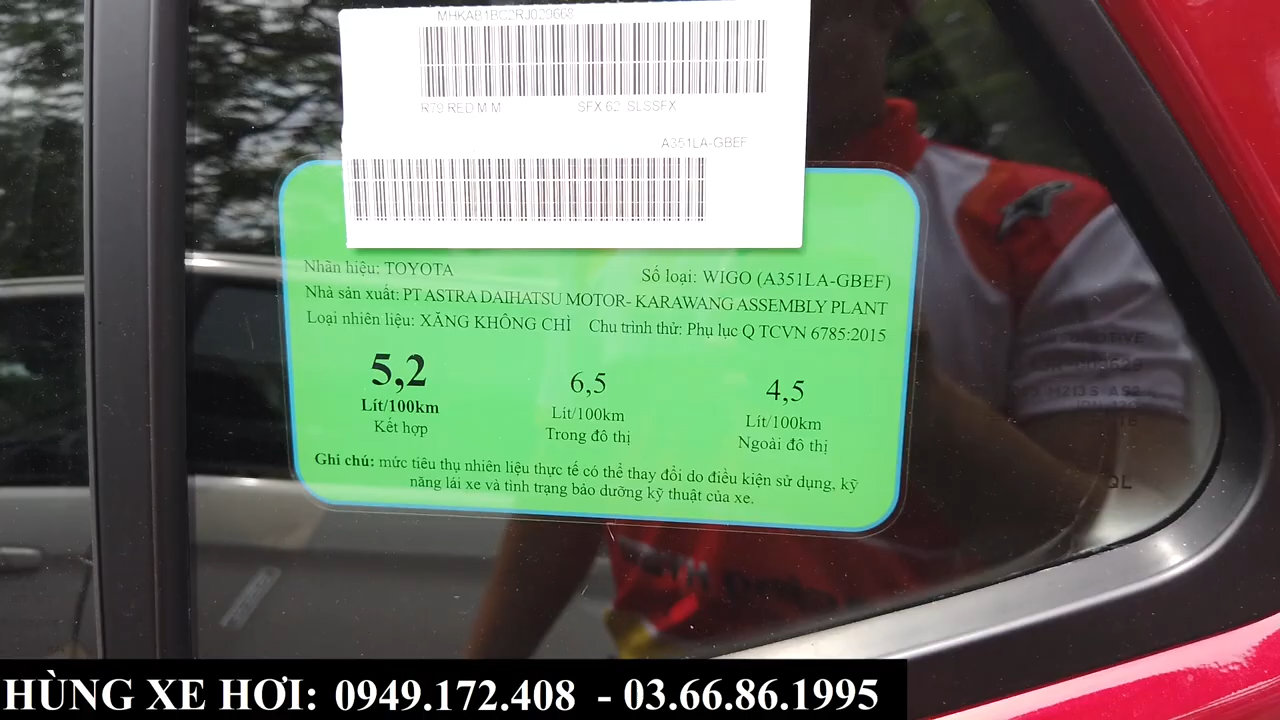 MHKAB1BC2RJ029668
R79 RED M M SFX 62 SLSSFX
A351LA-GBEF
Nhãn hiệu: TOYOTA Số loại: WIGO (A351LA-GBEF)
Nhà sản xuất: PT ASTRA DAIHATSU MOTOR- KARAWANG ASSEMBLY PLANT
Loại nhiên liệu: XĂNG KHÔNG CHÌ Chu trình thử: Phụ lục Q TCVN 6785:2015
5,2 6,5 4,5
Lít/100km Lít/100km Lít/100km
Kết hợp Trong đô thị Ngoài đô thị
Ghi chú: mức tiêu thụ nhiên liệu thực tế có thể thay đổi do điều kiện sử dụng, kỹ
năng lái xe và tình trạng bảo dưỡng kỹ thuật của xe.
HÙNG XE HƠI: 0949.172.408 - 03.66.86.1995